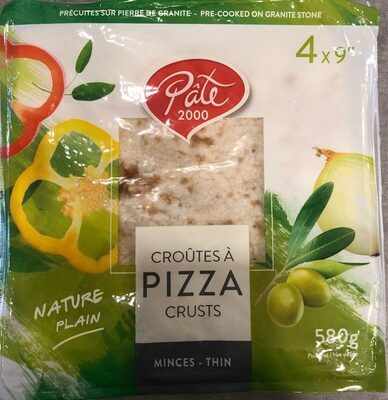 PRÉCUITES SUR PIERRE DE GRANITE - PRE-COOKED ON GRANITE STONE
4 x 9"
Pâte
2000
CROÛTES À
PIZZA
CRUSTS
NATURE
PLAIN
MINCES - THIN
580g